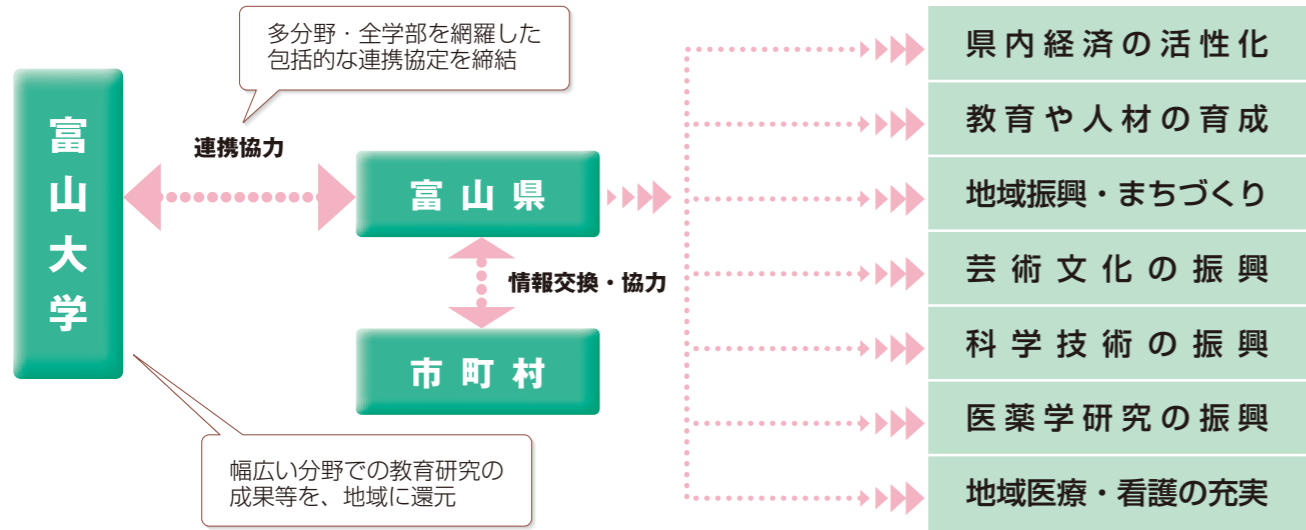 多分野・全学部を網羅した
包括的な連携協定を締結
富山大学
連携協力
富山県
情報交換・協力
市町村
幅広い分野での教育研究の
成果等を、地域に還元
県内経済の活性化
教育や人材の育成
地域振興・まちづくり
芸術文化の振興
科学技術の振興
医薬学研究の振興
地域医療・看護の充実